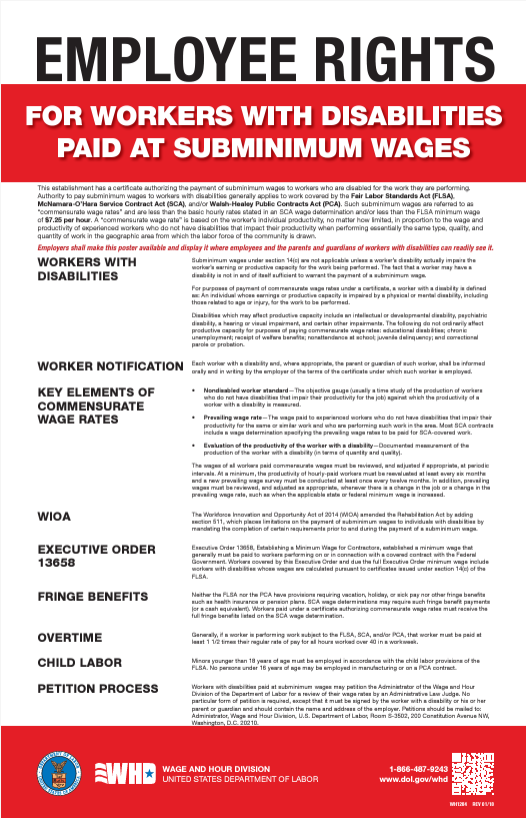 EMPLOYEE RIGHTS
FOR WORKERS WITH DISABILITIES
PAID AT SUBMINIMUM WAGES
This establishment has a certificate authorizing the payment of subminimum wages to workers who are disabled for the work they are performing.
Authority to pay subminimum wages to workers with disabilities generally applies to work covered by the Fair Labor Standards Act (FLSA),
McNamara-O'Hara Service Contract Act (SCA), and/or Walsh-Healey Public Contracts Act (PCA). Such subminimum wages are referred to as
“commensurate wage rates” and are less than the basic hourly rates stated in an SCA wage determination and/or less than the FLSA minimum wage
of $7.25 per hour. A “commensurate wage rate” is based on the worker's individual productivity, no matter how limited, in proportion to the wage and
productivity of experienced workers who do not have disabilities that impact their productivity when performing essentially the same type, quality, and
quantity of work in the geographic area from which the labor force of the community is drawn.
Employers shall make this poster available and display it where employees and the parents and guardians of workers with disabilities can readily see it.
WORKERS WITH
DISABILITIES
Subminimum wages under section 14(c) are not applicable unless a worker's disability actually impairs the
worker's earning or productive capacity for the work being performed. The fact that a worker may have a
disability is not in and of itself sufficient to warrant the payment of a subminimum wage.
For purposes of payment of commensurate wage rates under a certificate, a worker with a disability is defined
as: An individual whose earnings or productive capacity is impaired by a physical or mental disability, including
those related to age or injury, for the work to be performed.
Disabilities which may affect productive capacity include an intellectual or developmental disability, psychiatric
disability, a hearing or visual impairment, and certain other impairments. The following do not ordinarily affect
productive capacity for purposes of paying commensurate wage rates: educational disabilities; chronic
unemployment; receipt of welfare benefits; nonattendance at school; juvenile delinquency; and correctional
parole or probation.
WORKER NOTIFICATION
Each worker with a disability and, where appropriate, the parent or guardian of such worker, shall be informed
orally and in writing by the employer of the terms of the certificate under which such worker is employed.
KEY ELEMENTS OF
COMMENSURATE
WAGE RATES
• Nondisabled worker standard—The objective gauge (usually a time study of the production of workers
who do not have disabilities that impair their productivity for the job) against which the productivity of a
worker with a disability is measured.
• Prevailing wage rate—The wage paid to experienced workers who do not have disabilities that impair their
productivity for the same or similar work and who are performing such work in the area. Most SCA contracts
include a wage determination specifying the prevailing wage rates to be paid for SCA-covered work.
• Evaluation of the productivity of the worker with a disability—Documented measurement of the
production of the worker with a disability (in terms of quantity and quality).
The wages of all workers paid commensurate wages must be reviewed, and adjusted if appropriate, at periodic
intervals. At a minimum, the productivity of hourly-paid workers must be reevaluated at least every six months
and a new prevailing wage survey must be conducted at least once every twelve months. In addition, prevailing
wages must be reviewed, and adjusted as appropriate, whenever there is a change in the job or a change in the
prevailing wage rate, such as when the applicable state or federal minimum wage is increased.
WIOA
The Workforce Innovation and Opportunity Act of 2014 (WIOA) amended the Rehabilitation Act by adding
section 511, which places limitations on the payment of subminimum wages to individuals with disabilities by
mandating the completion of certain requirements prior to and during the payment of a subminimum wage.
EXECUTIVE ORDER
13658
Executive Order 13658, Establishing a Minimum Wage for Contractors, established a minimum wage that
generally must be paid to workers performing on or in connection with a covered contract with the Federal
Government. Workers covered by this Executive Order and due the full Executive Order minimum wage include
workers with disabilities whose wages are calculated pursuant to certificates issued under section 14(c) of the
FLSA.
FRINGE BENEFITS
Neither the FLSA nor the PCA have provisions requiring vacation, holiday, or sick pay nor other fringe benefits
such as health insurance or pension plans. SCA wage determinations may require such fringe benefit payments
(or a cash equivalent). Workers paid under a certificate authorizing commensurate wage rates must receive the
full fringe benefits listed on the SCA wage determination.
OVERTIME
Generally, if a worker is performing work subject to the FLSA, SCA, and/or PCA, that worker must be paid at
least 1 1/2 times their regular rate of pay for all hours worked over 40 in a workweek.
CHILD LABOR
Minors younger than 18 years of age must be employed in accordance with the child labor provisions of the
FLSA. No persons under 16 years of age may be employed in manufacturing or on a PCA contract.
PETITION PROCESS
Workers with disabilities paid at subminimum wages may petition the Administrator of the Wage and Hour
Division of the Department of Labor for a review of their wage rates by an Administrative Law Judge. No
particular form of petition is required, except that it must be signed by the worker with a disability or his or her
parent or guardian and should contain the name and address of the employer. Petitions should be mailed to:
Administrator, Wage and Hour Division, U.S. Department of Labor, Room S-3502, 200 Constitution Avenue NW,
Washington, D.C. 20210.
WHD
WAGE AND HOUR DIVISION
UNITED STATES DEPARTMENT OF LABOR
1-866-487-9243
www.dol.gov/whd
WH1284 REV 01/18